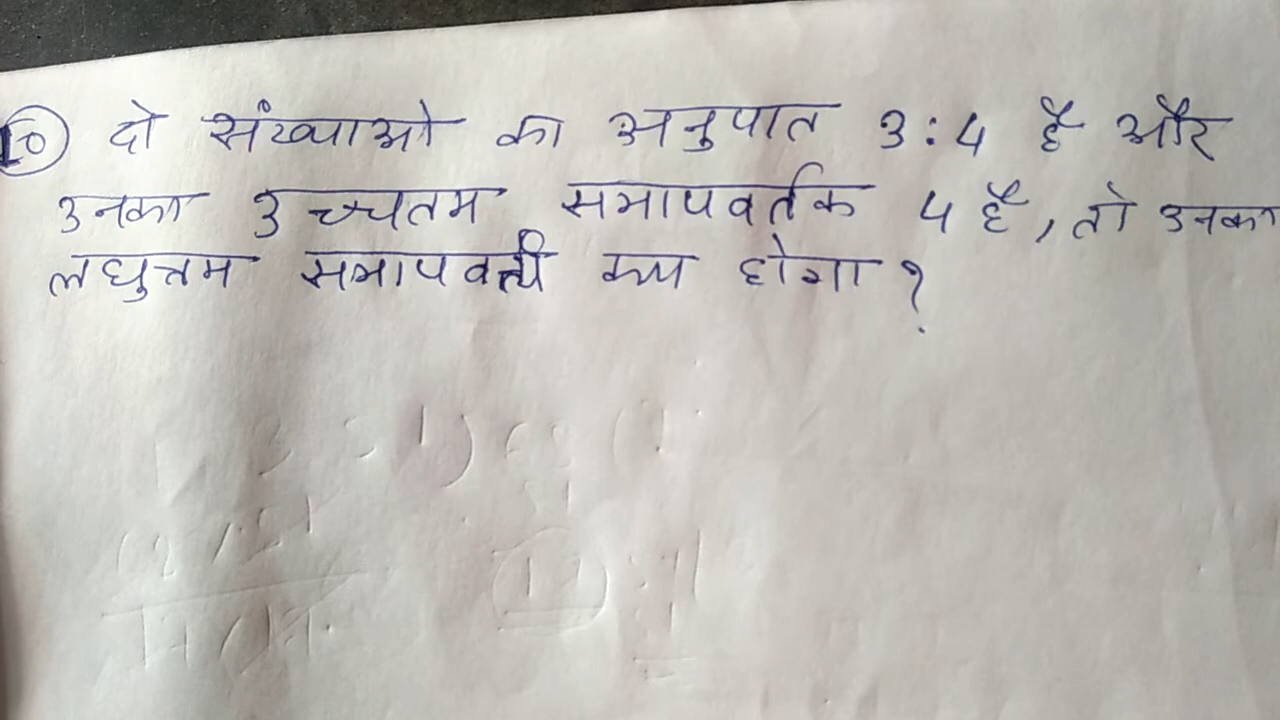 10 दो संख्याओ का अनुपात 3:4 है और
उनका उच्चतम समापवर्तक 4 है, तो उनका
लघुत्तम समापवर्त्य क्या होगा ?